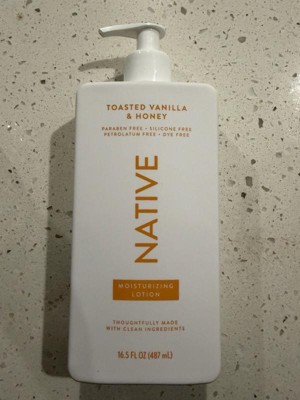 TOASTED VANILLA
& HONEY
PARABEN FREE • SILICONE FREE
PETROLATUM FREE • DYE FREE
NATIVE
MOISTURIZING
LOTION
THOUGHTFULLY MADE
WITH CLEAN INGREDIENTS
16.5 FL OZ (487 mL)